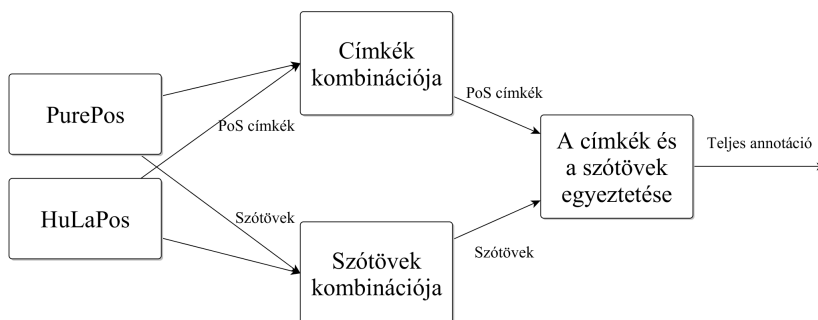 PurePos
HuLaPos
PoS címkék
Szótövek
Címkék
kombinációja
Szótövek
kombinációja
PoS címkék
Szótövek
A címkék és
a szótövek
egyeztetése
Teljes annotáció